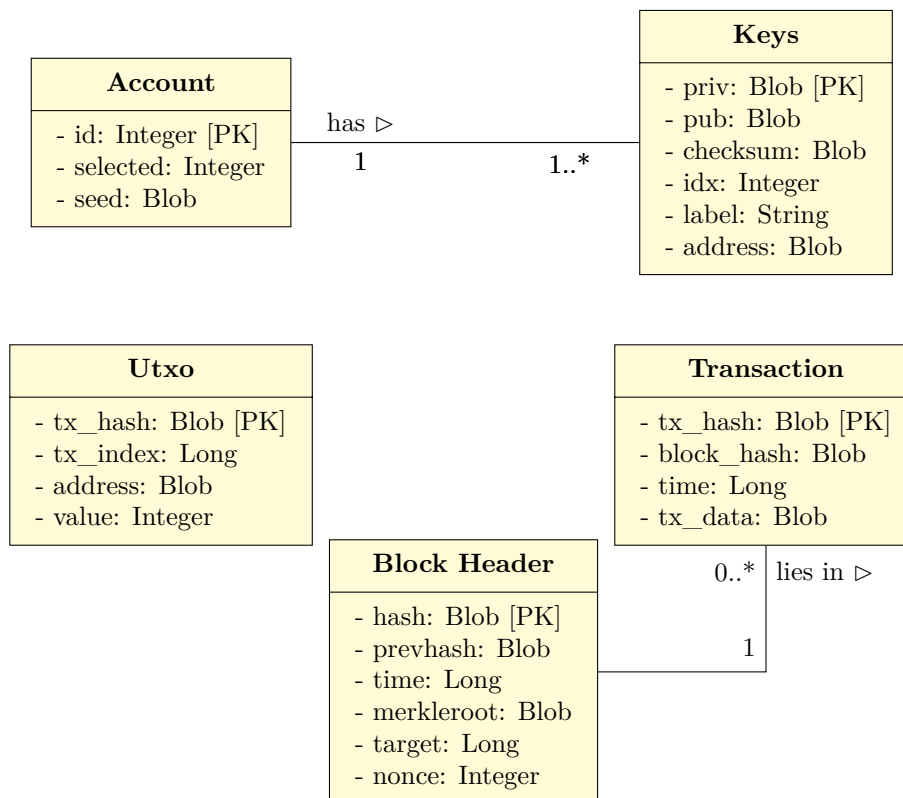 Account
- id: Integer [PK]
- selected: Integer
- seed: Blob
has ▷
1
1..*
Keys
- priv: Blob [PK]
- pub: Blob
- checksum: Blob
- idx: Integer
- label: String
- address: Blob
Utxo
- tx_hash: Blob [PK]
- tx_index: Long
- address: Blob
- value: Integer
Transaction
- tx_hash: Blob [PK]
- block_hash: Blob
- time: Long
- tx_data: Blob
0..* lies in ▷
1
Block Header
- hash: Blob [PK]
- prevhash: Blob
- time: Long
- merkleroot: Blob
- target: Long
- nonce: Integer